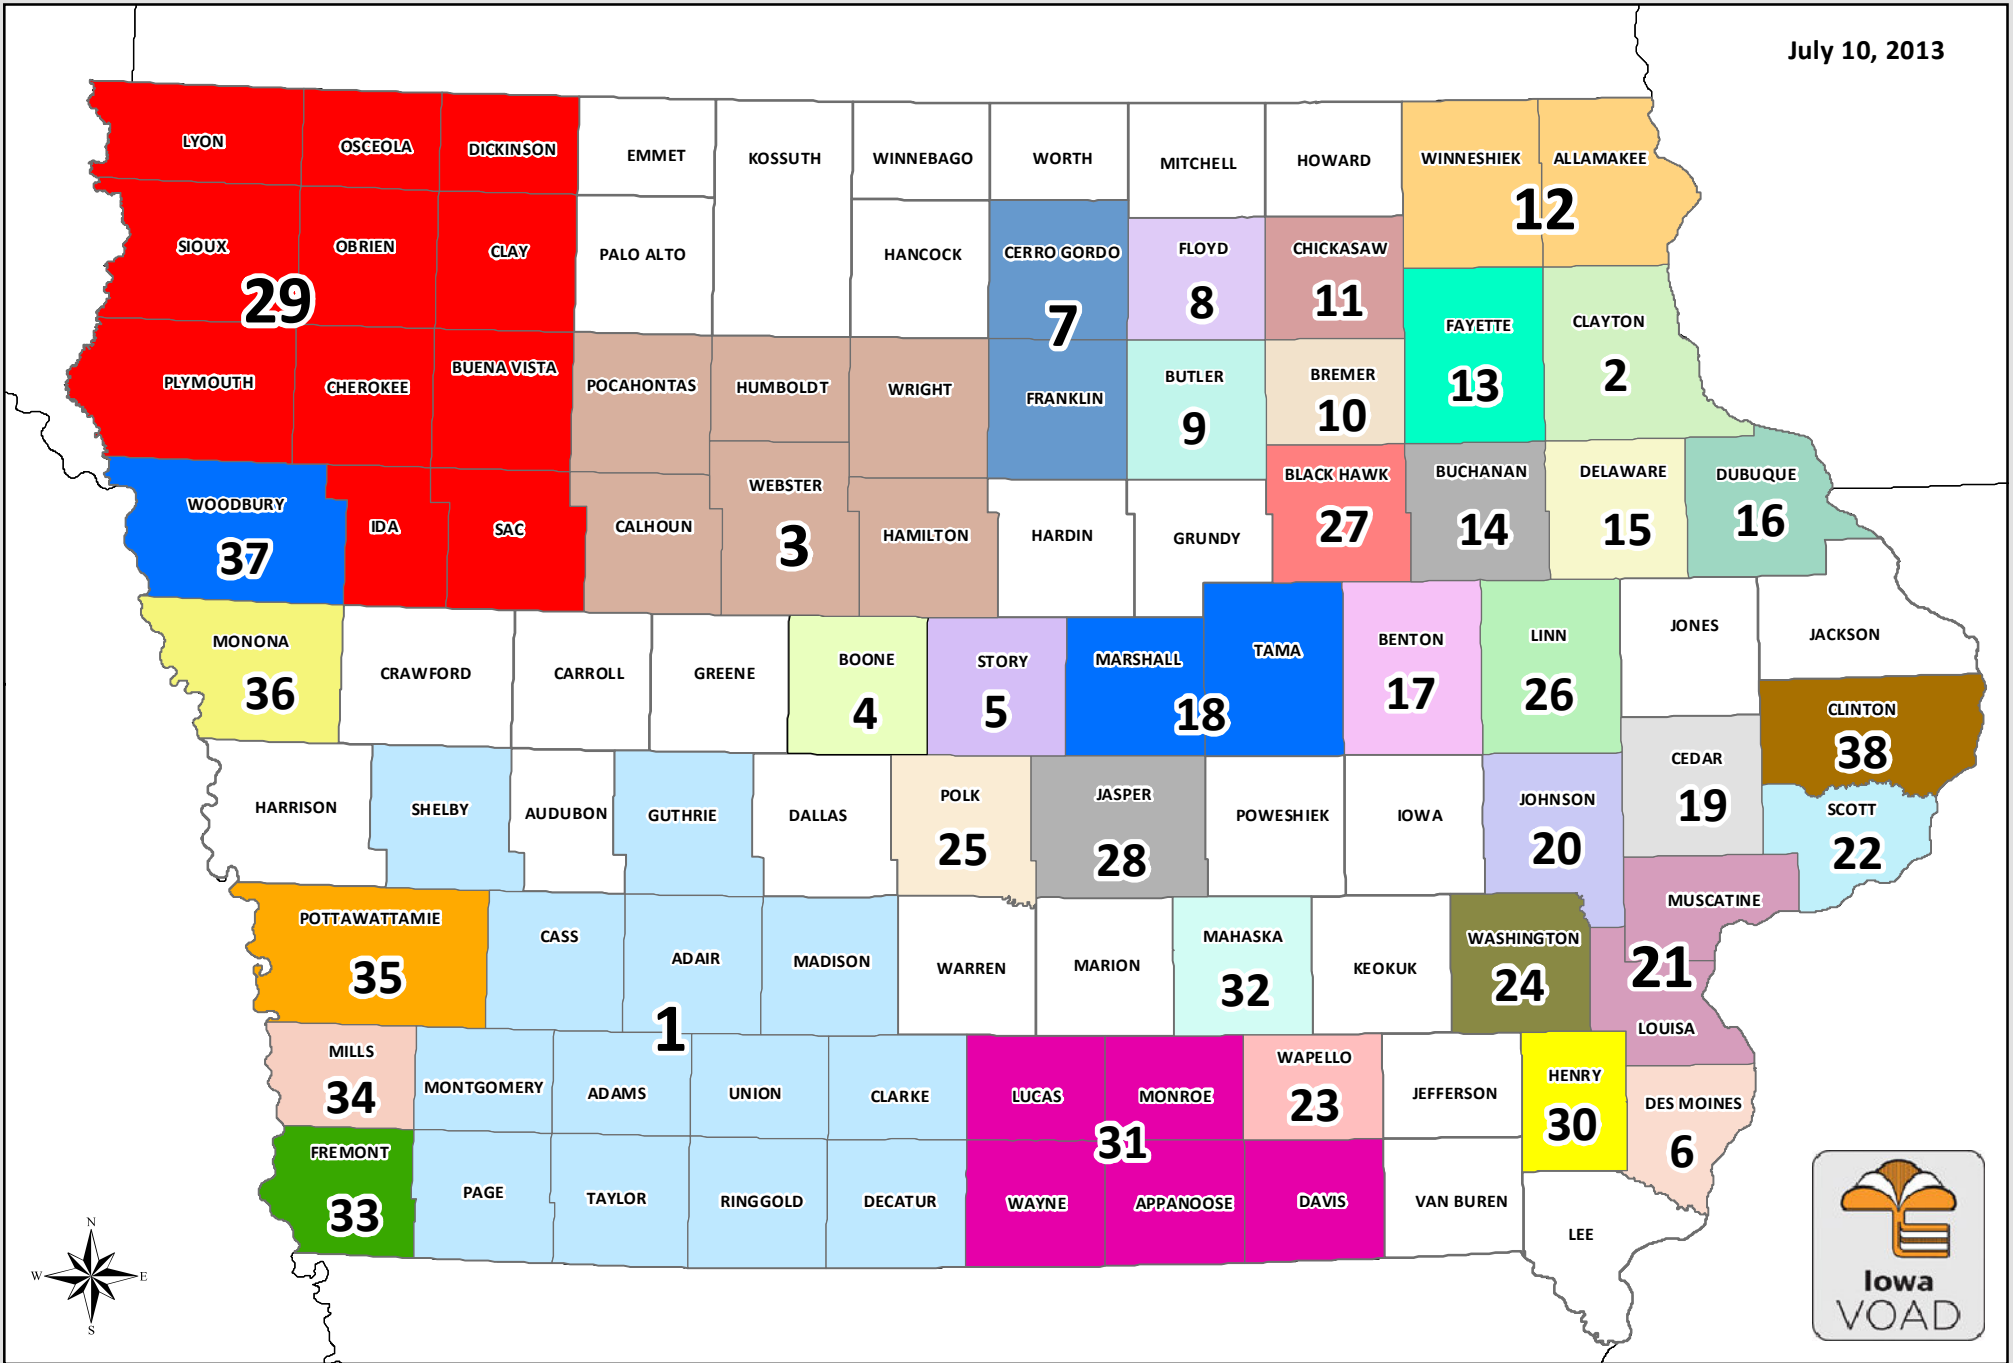 July 10, 2013
LYON
OSCEOLA
DICKINSON
EMMET
KOSSUTH
WINNEBAGO
WORTH
MITCHELL
HOWARD
WINNESHIEK
ALLAMAKEE
12
SIOUX
OBRIEN
CLAY
PALO ALTO
HANCOCK
CERRO GORDO
FLOYD
CHICKASAW
29
7
8
11
FAYETTE
CLAYTON
PLYMOUTH
CHEROKEE
BUENA VISTA
POCAHONTAS
HUMBOLDT
WRIGHT
FRANKLIN
BUTLER
BREMER
13
2
9
10
WOODBURY
IDA
SAC
CALHOUN
WEBSTER
HAMILTON
HARDIN
GRUNDY
BLACK HAWK
BUCHANAN
DELAWARE
DUBUQUE
37
3
27
14
15
16
MONONA
CRAWFORD
CARROLL
GREENE
BOONE
STORY
MARSHALL
TAMA
BENTON
LINN
JONES
JACKSON
36
4
5
18
17
26
CLINTON
38
HARRISON
SHELBY
AUDUBON
GUTHRIE
DALLAS
POLK
JASPER
POWESHIEK
IOWA
JOHNSON
CEDAR
SCOTT
25
28
20
19
22
POTTAWATTAMIE
CASS
ADAIR
MADISON
WARREN
MARION
MAHASKA
KEOKUK
WASHINGTON
MUSCATINE
35
32
24
21
1
LOUISA
MILLS
MONTGOMERY
ADAMS
UNION
CLARKE
LUCAS
MONROE
WAPELLO
JEFFERSON
HENRY
DES MOINES
34
31
23
30
6
FREMONT
PAGE
TAYLOR
RINGGOLD
DECATUR
WAYNE
APPANOOSE
DAVIS
VAN BUREN
LEE
33
N
W
E
S
Iowa
VOAD